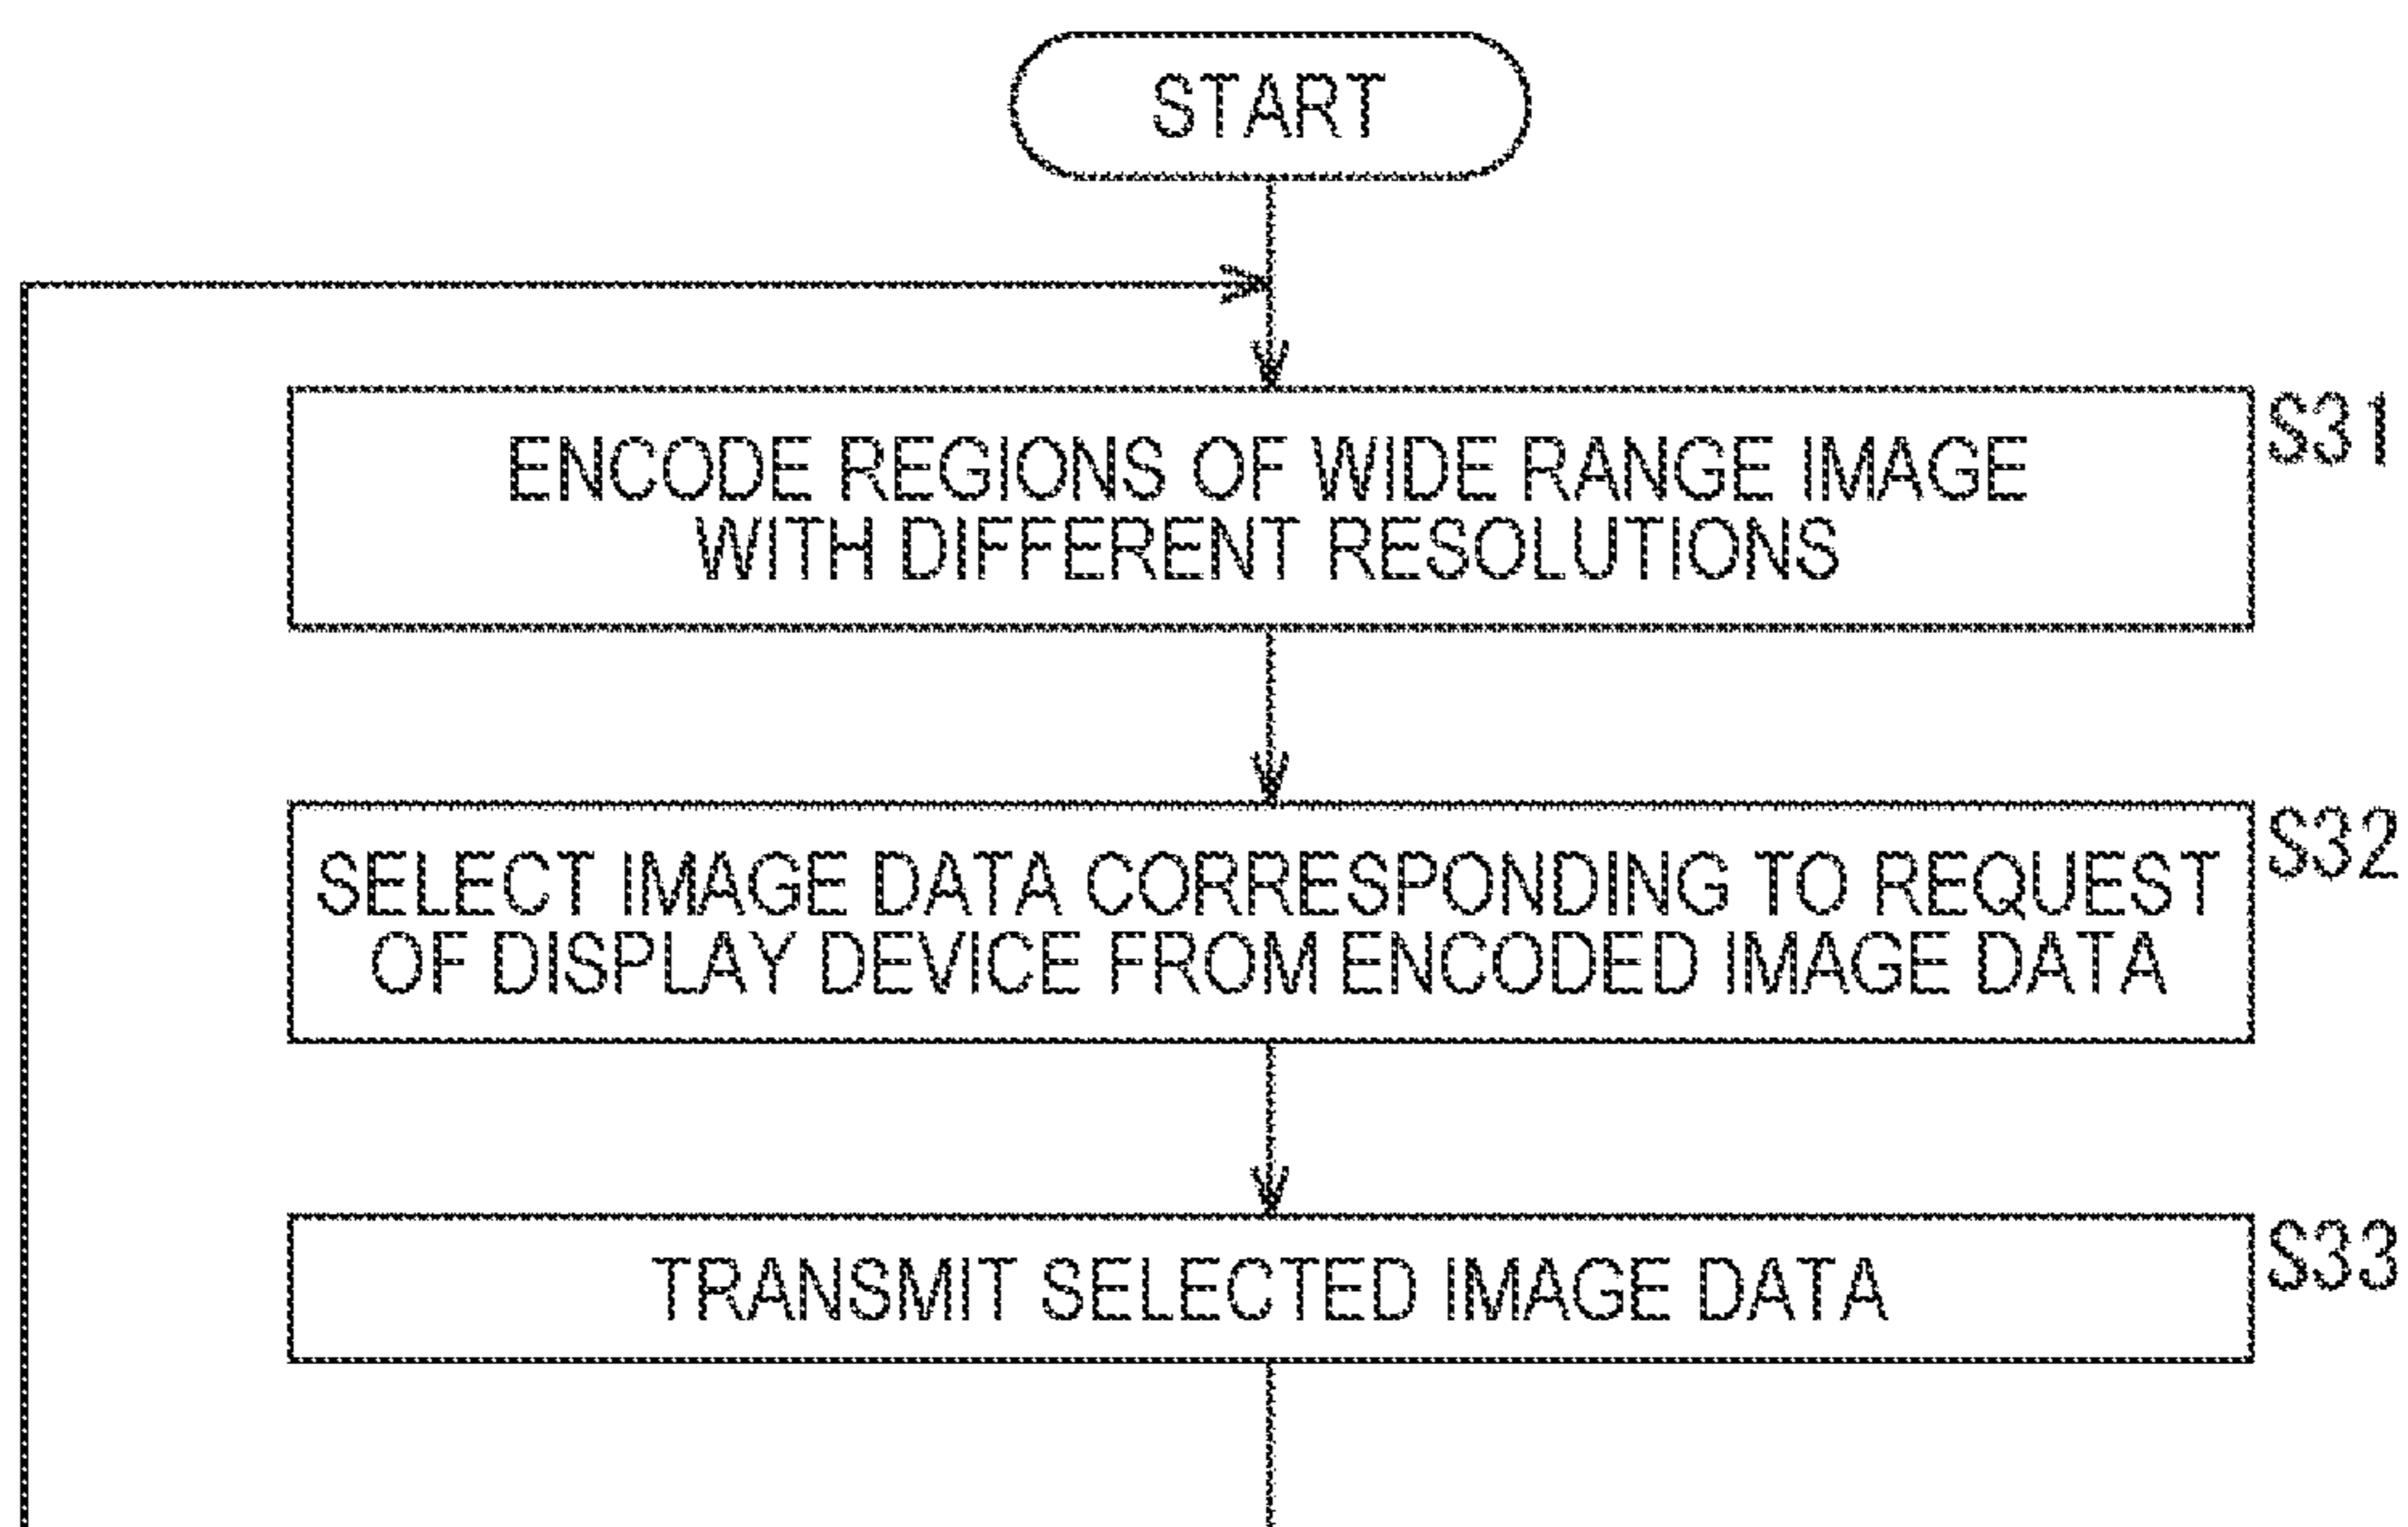 START
ENCODE REGIONS OF WIDE RANGE IMAGE
WITH DIFFERENT RESOLUTIONS
S31
SELECT IMAGE DATA CORRESPONDING TO REQUEST
OF DISPLAY DEVICE FROM ENCODED IMAGE DATA
S32
TRANSMIT SELECTED IMAGE DATA
S33